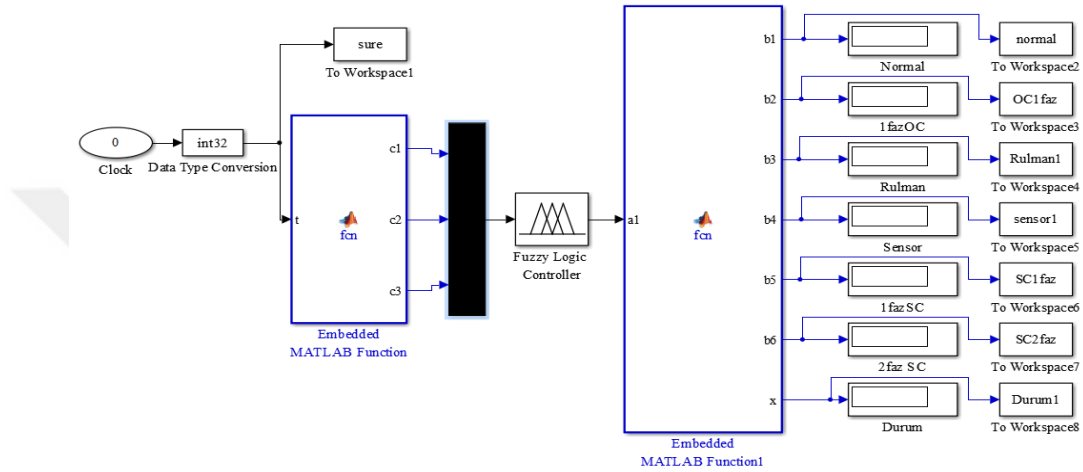 sure
To Workspace1
0
Clock
int32
Data Type Conversion
t
fcn
c1
c2
c3
Embedded
MATLAB Function
Fuzzy Logic
Controller
a1
fcn
b1
b2
b3
b4
b5
b6
x
Embedded
MATLAB Function1
Normal
normal
To Workspace2
1fazOC
OC1faz
To Workspace3
Rulman
Rulman1
To Workspace4
Sensor
sensor1
To Workspace5
1fazSC
SC1faz
To Workspace6
2faz SC
SC2faz
To Workspace7
Durum
Durum1
To Workspace8